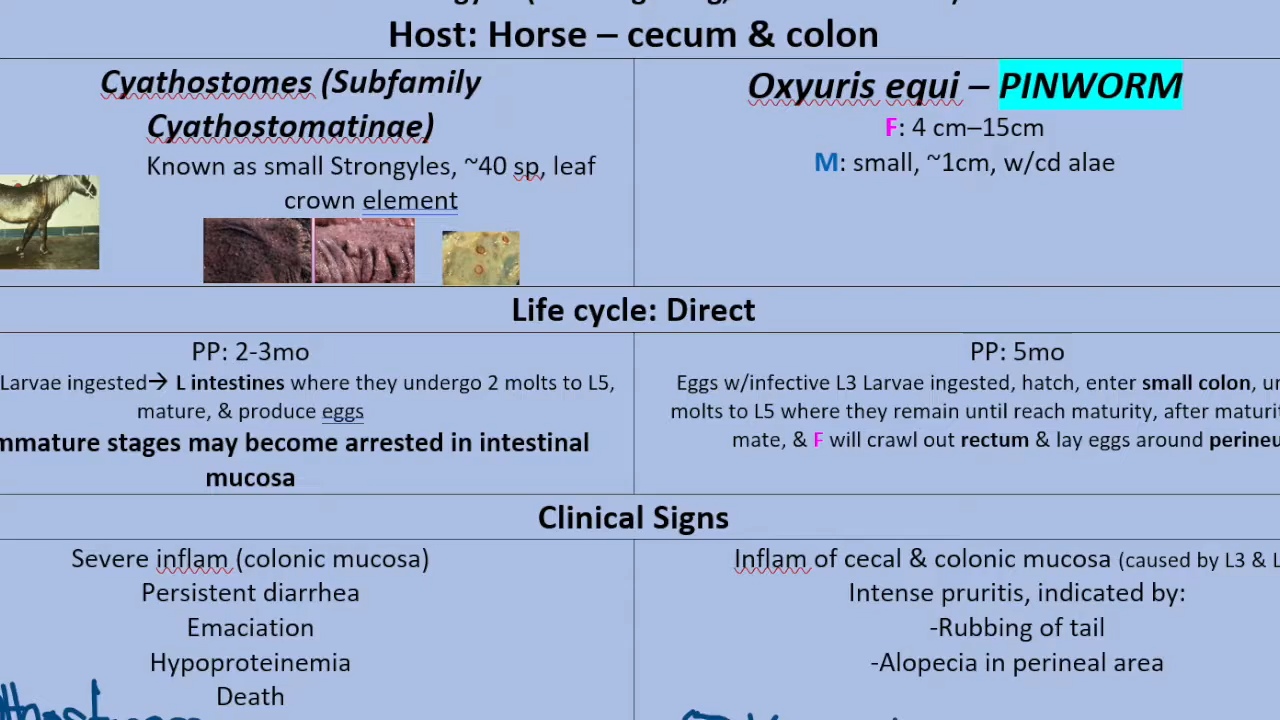 Host: Horse – cecum & colon
Cyathostomes (Subfamily
Cyathostomatinae)
Known as small Strongyles, ~40 sp, leaf
crown element
Oxyuris equi – PINWORM
F: 4 cm–15cm
M: small, ~1cm, w/cd alae
Life cycle: Direct
PP: 2-3mo
Larvae ingested→ L intestines where they undergo 2 molts to L5,
mature, & produce eggs
mmature stages may become arrested in intestinal
mucosa
PP: 5mo
Eggs w/infective L3 Larvae ingested, hatch, enter small colon, u
molts to L5 where they remain until reach maturity, after maturi
mate, & F will crawl out rectum & lay eggs around perineu
Clinical Signs
Severe inflam (colonic mucosa)
Persistent diarrhea
Emaciation
Hypoproteinemia
Death
Inflam of cecal & colonic mucosa (caused by L3 & L
Intense pruritis, indicated by:
-Rubbing of tail
-Alopecia in perineal area